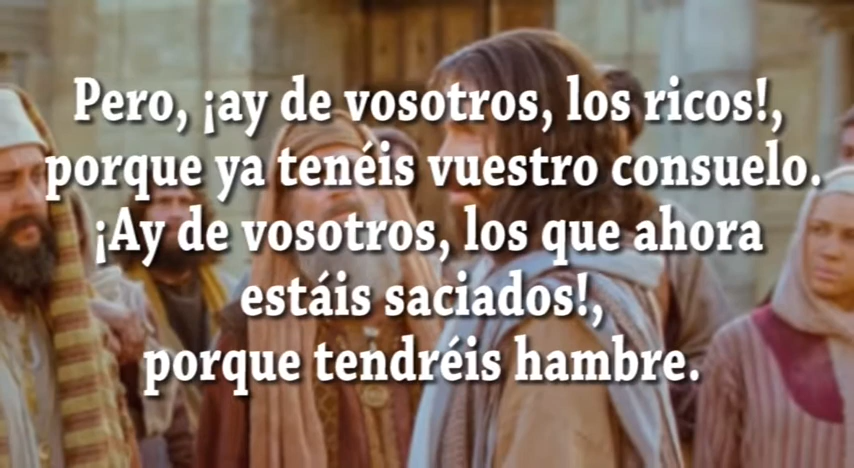 Pero, ¡ay de vosotros, los ricos!,
porque ya tenéis vuestro consuelo.
¡Ay de vosotros, los que ahora
estáis saciados!,
porque tendréis hambre.